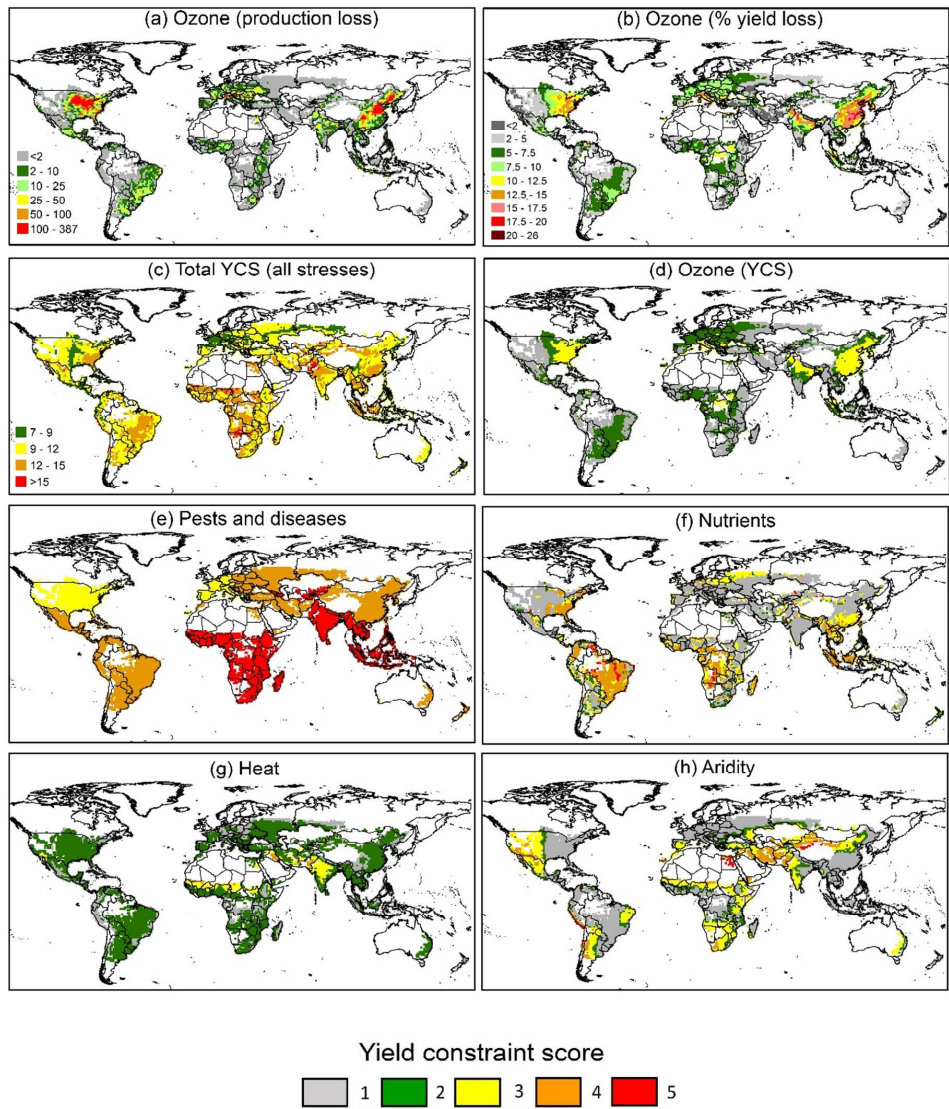 (a) Ozone (production loss)
<2
2 - 10
10 - 25
25 - 50
50 - 100
100 - 387
(b) Ozone (% yield loss)
<2
2 - 5
5 - 7.5
7.5 - 10
10 - 12.5
12.5 - 15
15 - 17.5
17.5 - 20
20 - 26
(c) Total YCS (all stresses)
7 - 9
9 - 12
12 - 15
>15
(d) Ozone (YCS)
(e) Pests and diseases
(f) Nutrients
(g) Heat
(h) Aridity
Yield constraint score
1 2 3 4 5